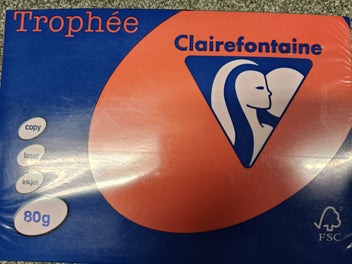 Trophée
Clairefontaine
copy
laser
inkjet
80g
FSC